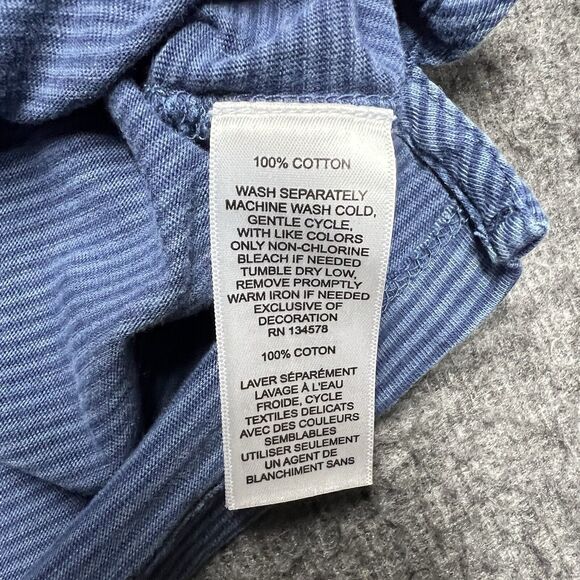 100% COTTON
WASH SEPARATELY
MACHINE WASH COLD,
GENTLE CYCLE,
WITH LIKE COLORS
ONLY NON-CHLORINE
BLEACH IF NEEDED
TUMBLE DRY LOW,
REMOVE PROMPTLY
WARM IRON IF NEEDED
EXCLUSIVE OF
DECORATION
RN 134578
100% COTON
LAVER SÉPARÉMENT
LAVAGE À L'EAU
FROIDE, CYCLE
TEXTILES DELICATS
AVEC DES COULEURS
SEMBLABLES
UTILISER SEULEMENT
UN AGENT DE
BLANCHIMENT SANS